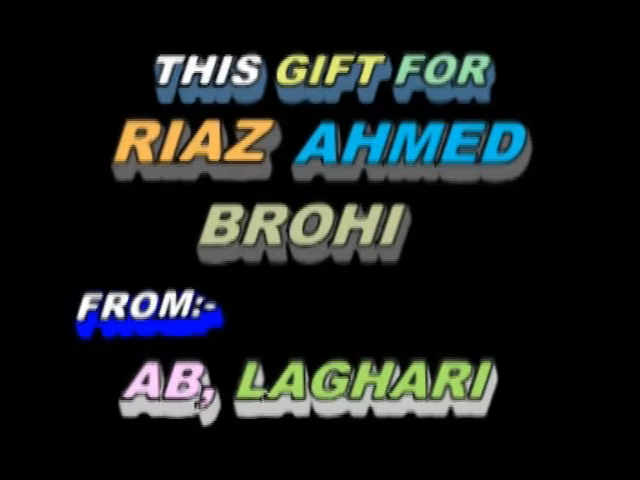 THIS GIFT FOR
RIAZ AHMED
BROHI
FROM:-
AB, LAGHARI